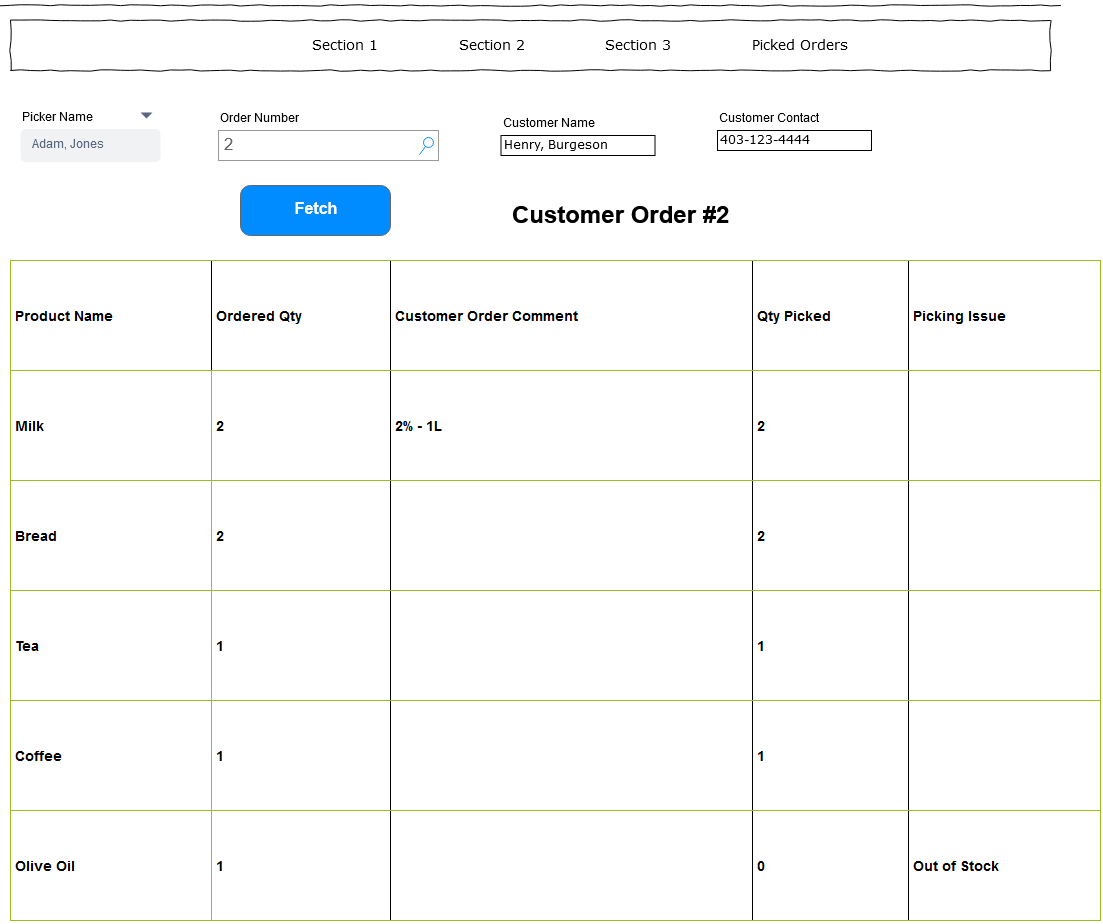 Section 1 Section 2 Section 3 Picked Orders
Picker Name Order Number Customer Name Customer Contact
Adam, Jones 2 Henry, Burgeson 403-123-4444
Fetch Customer Order #2
Product Name Ordered Qty Customer Order Comment Qty Picked Picking Issue
Milk 2 2% - 1L 2
Bread 2 2
Tea 1 1
Coffee 1 1
Olive Oil 1 0 Out of Stock